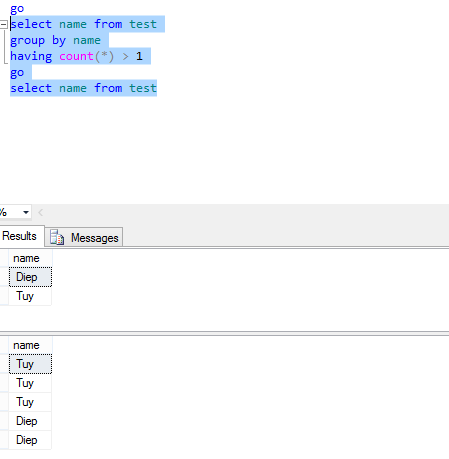 go
select name from test
group by name
having count(*) > 1
go
select name from test
%
Results Messages
name
Diep
Tuy
name
Tuy
Tuy
Tuy
Diep
Diep